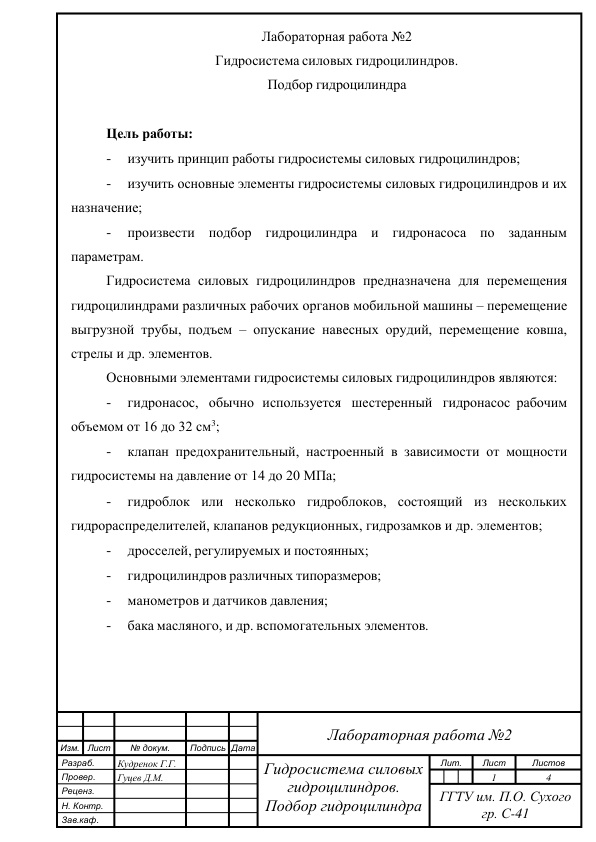 Лабораторная работа №2
Гидросистема силовых гидроцилиндров.
Подбор гидроцилиндра
Цель работы:
- изучить принцип работы гидросистемы силовых гидроцилиндров;
- изучить основные элементы гидросистемы силовых гидроцилиндров и их
назначение;
- произвести подбор гидроцилиндра и гидронасоса по заданным
параметрам.
Гидросистема силовых гидроцилиндров предназначена для перемещения
гидроцилиндрами различных рабочих органов мобильной машины – перемещение
выгрузной трубы, подъем – опускание навесных орудий, перемещение ковша,
стрелы и др. элементов.
Основными элементами гидросистемы силовых гидроцилиндров являются:
- гидронасос, обычно используется шестеренный гидронасос рабочим
объемом от 16 до 32 см³;
- клапан предохранительный, настроенный в зависимости от мощности
гидросистемы на давление от 14 до 20 МПа;
- гидроблок или несколько гидроблоков, состоящий из нескольких
гидрораспределителей, клапанов редукционных, гидрозамков и др. элементов;
- дросселей, регулируемых и постоянных;
- гидроцилиндров различных типоразмеров;
- манометров и датчиков давления;
- бака масляного, и др. вспомогательных элементов.
Лабораторная работа №2
Изм. Лист № докум. Подпись Дата
Разраб. Кудренок Г.Г.
Провер. Гуцев Д.М.
Реценз.
Н. Контр.
Зав.каф.
Гидросистема силовых
гидроцилиндров.
Подбор гидроцилиндра
Лит. Лист Листов
1 4
ГГТУ им. П.О. Сухого
гр. С-41